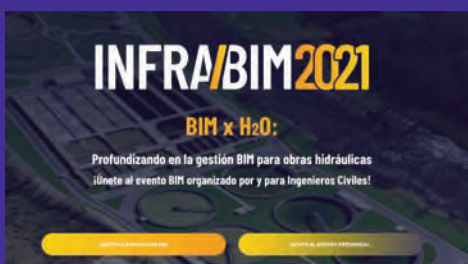 INFRA/BIM2021
BIM x H2O:
Profundizando en la gestión BIM para obras hidráulicas
¡Únete al evento BIM organizado por y para Ingenieros Civiles!